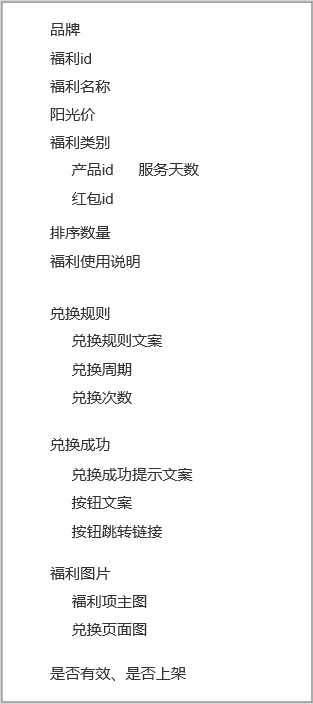 品牌
福利id
福利名称
阳光价
福利类别
产品id 服务天数
红包id
排序数量
福利使用说明
兑换规则
兑换规则文案
兑换周期
兑换次数
兑换成功
兑换成功提示文案
按钮文案
按钮跳转链接
福利图片
福利项主图
兑换页面图
是否有效、是否上架